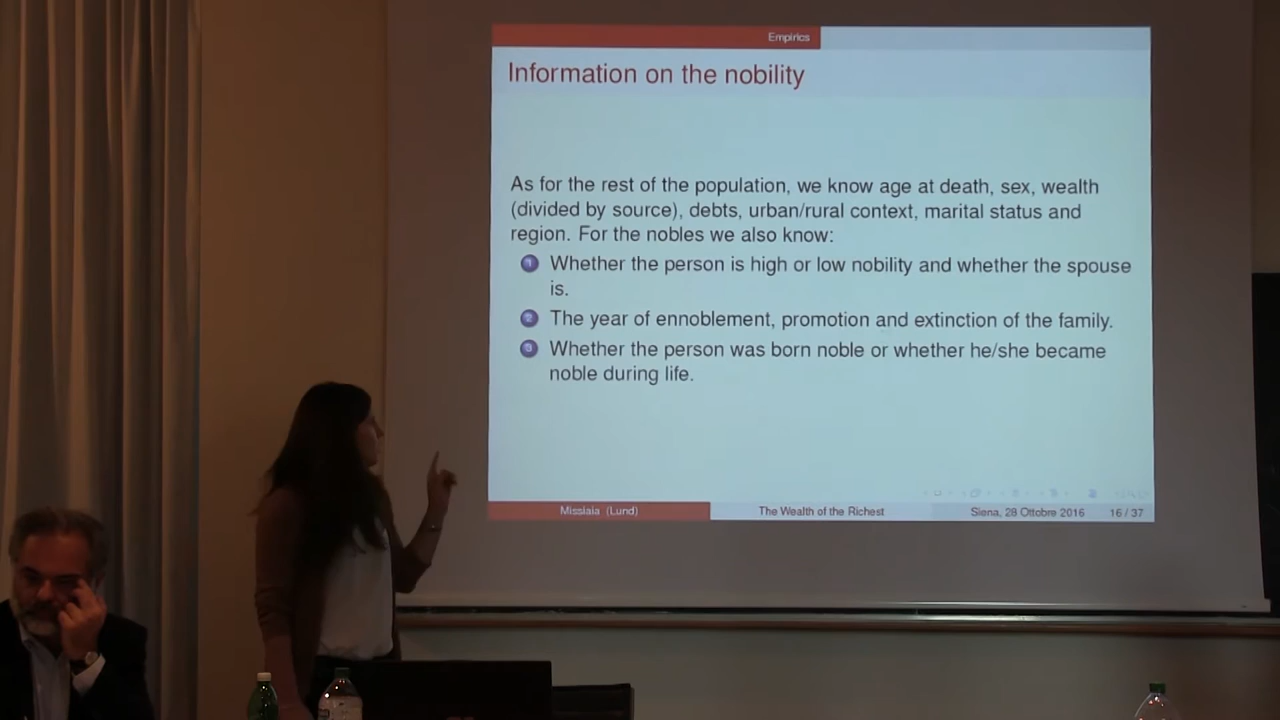 Empirics
Information on the nobility
As for the rest of the population, we know age at death, sex, wealth
(divided by source), debts, urban/rural context, marital status and
region. For the nobles we also know:
1 Whether the person is high or low nobility and whether the spouse
is.
2 The year of ennoblement, promotion and extinction of the family.
3 Whether the person was born noble or whether he/she became
noble during life.
Missiaia (Lund) The Wealth of the Richest Siena, 28 Ottobre 2016 16 / 37